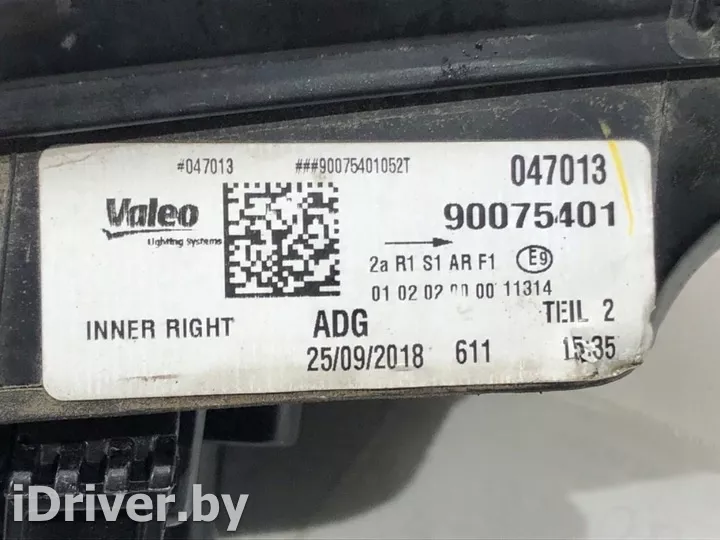 #047013 ###90075401052T 047013
Valeo 90075401
Lighting Systems
2a R1 S1 AR F1 E9
01 02 02 00 00 11314
INNER RIGHT ADG TEIL 2
25/09/2018 611 15:35
iDriver.by